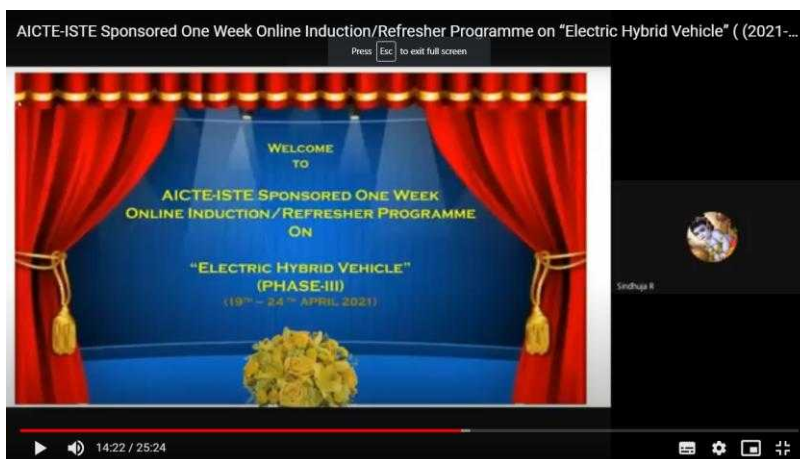 AICTE-ISTE Sponsored One Week Online Induction/Refresher Programme on “Electric Hybrid Vehicle” ( (2021-...
Press Esc to exit full screen
WELCOME
TO
AICTE-ISTE SPONSORED ONE WEEK
ONLINE INDUCTION/REFRESHER PROGRAMME
ON
“ELECTRIC HYBRID VEHICLE”
(PHASE-III)
(19TH – 24TH APRIL 2021)
Sindhuja R
14:22 / 25:24